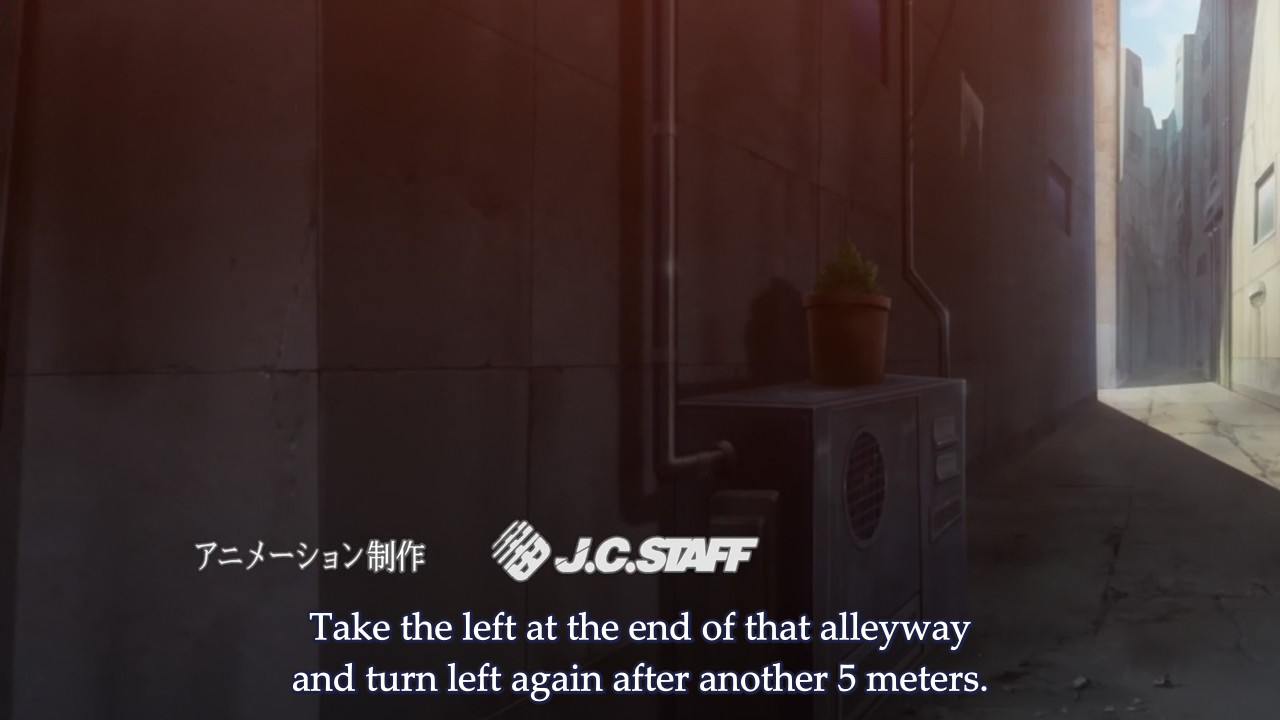 アニメーション制作 J.C.STAFF
Take the left at the end of that alleyway
and turn left again after another 5 meters.